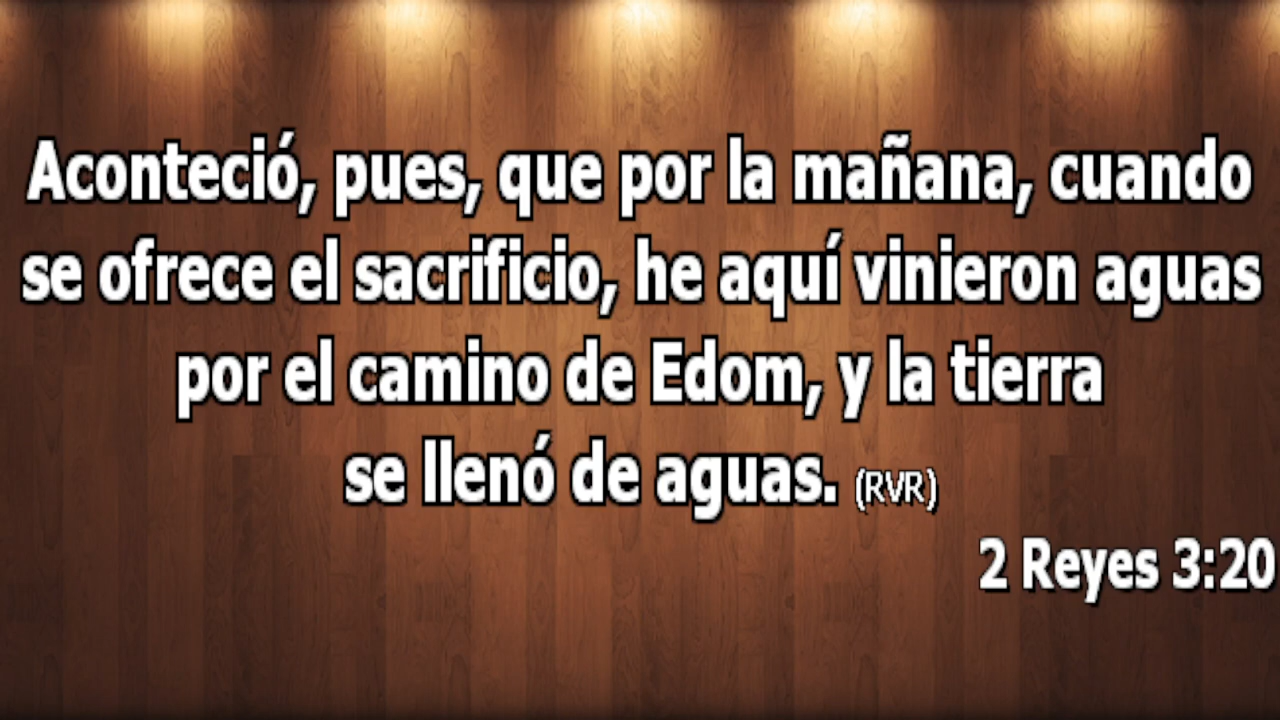 Aconteció, pues, que por la mañana, cuando
se ofrece el sacrificio, he aquí vinieron aguas
por el camino de Edom, y la tierra
se llenó de aguas. (RVR)
2 Reyes 3:20